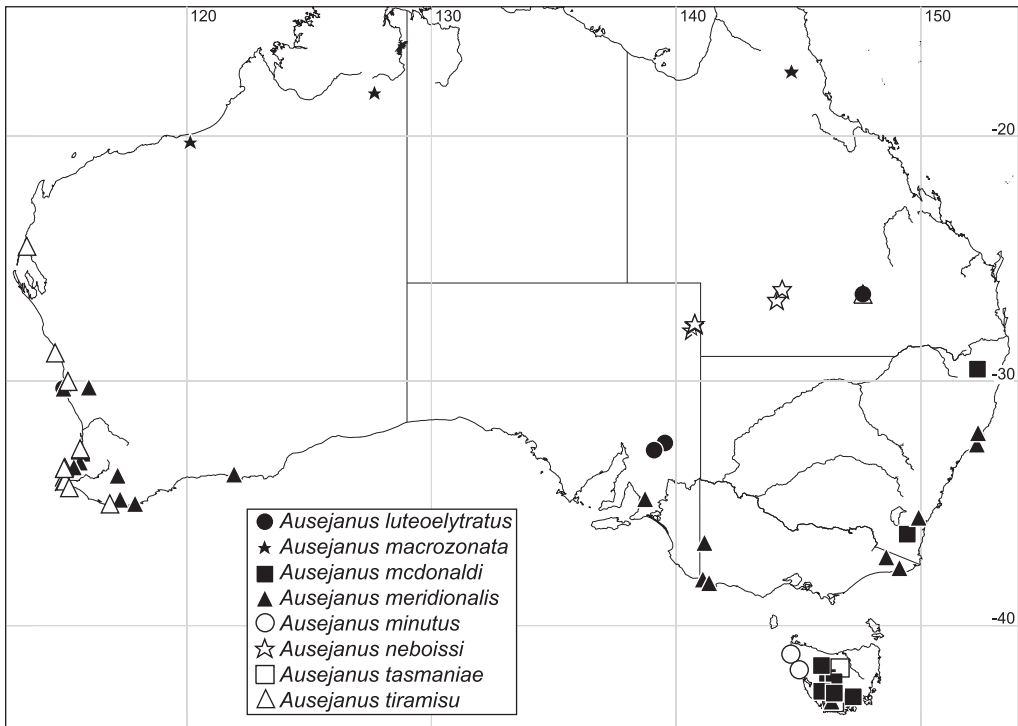 120 130 140 150
-20
-30
-40
Ausejanus luteoelytratus
Ausejanus macrozonata
Ausejanus mcdonaldi
Ausejanus meridionalis
Ausejanus minutus
Ausejanus neboissi
Ausejanus tasmaniae
Ausejanus tiramisu